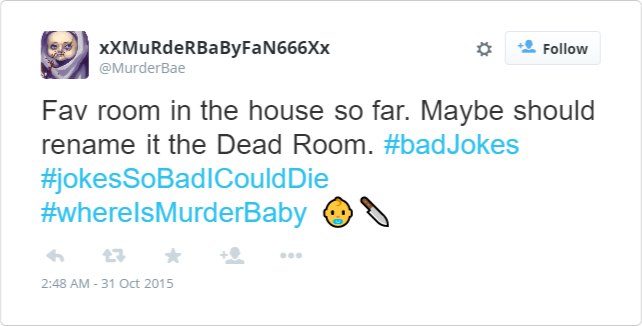 xXMuRdeRBaByFaN666Xx
@MurderBae
Follow
Fav room in the house so far. Maybe should
rename it the Dead Room. #badJokes
#jokesSoBadICouldDie
#whereIsMurderBaby 👶🔪
2:48 AM - 31 Oct 2015